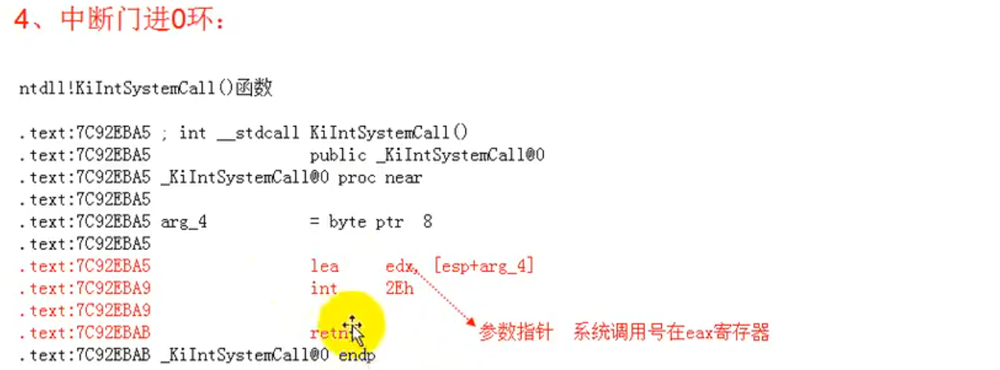 4、中断门进0环：
ntdll!KiIntSystemCall()函数
.text:7C92EBA5 ; int __stdcall KiIntSystemCall()
.text:7C92EBA5 public _KiIntSystemCall@0
.text:7C92EBA5 _KiIntSystemCall@0 proc near
.text:7C92EBA5
.text:7C92EBA5 arg_4 = byte ptr 8
.text:7C92EBA5
.text:7C92EBA5 lea edx, [esp+arg_4]
.text:7C92EBA9 int 2Eh
.text:7C92EBA9
.text:7C92EBAB retn 参数指针 系统调用号在eax寄存器
.text:7C92EBAB _KiIntSystemCall@0 endp